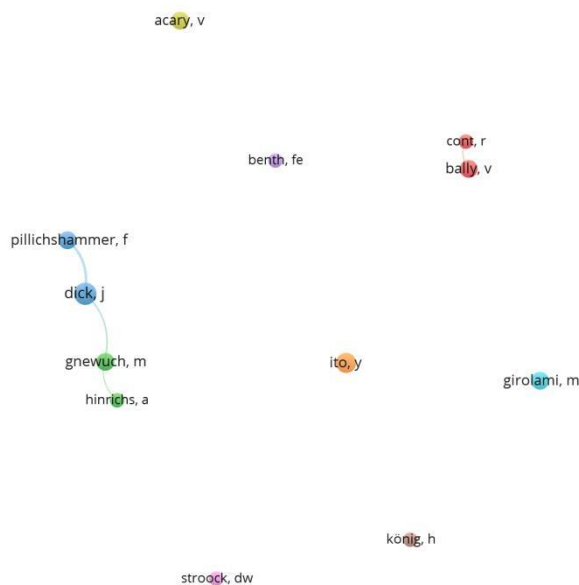 acary, v
cont, r
benth, fe
bally, v
pillichshammer, f
dick, j
gnewuch, m
ito, y
girolami, m
hinrichs, a
könig, h
stroock, dw